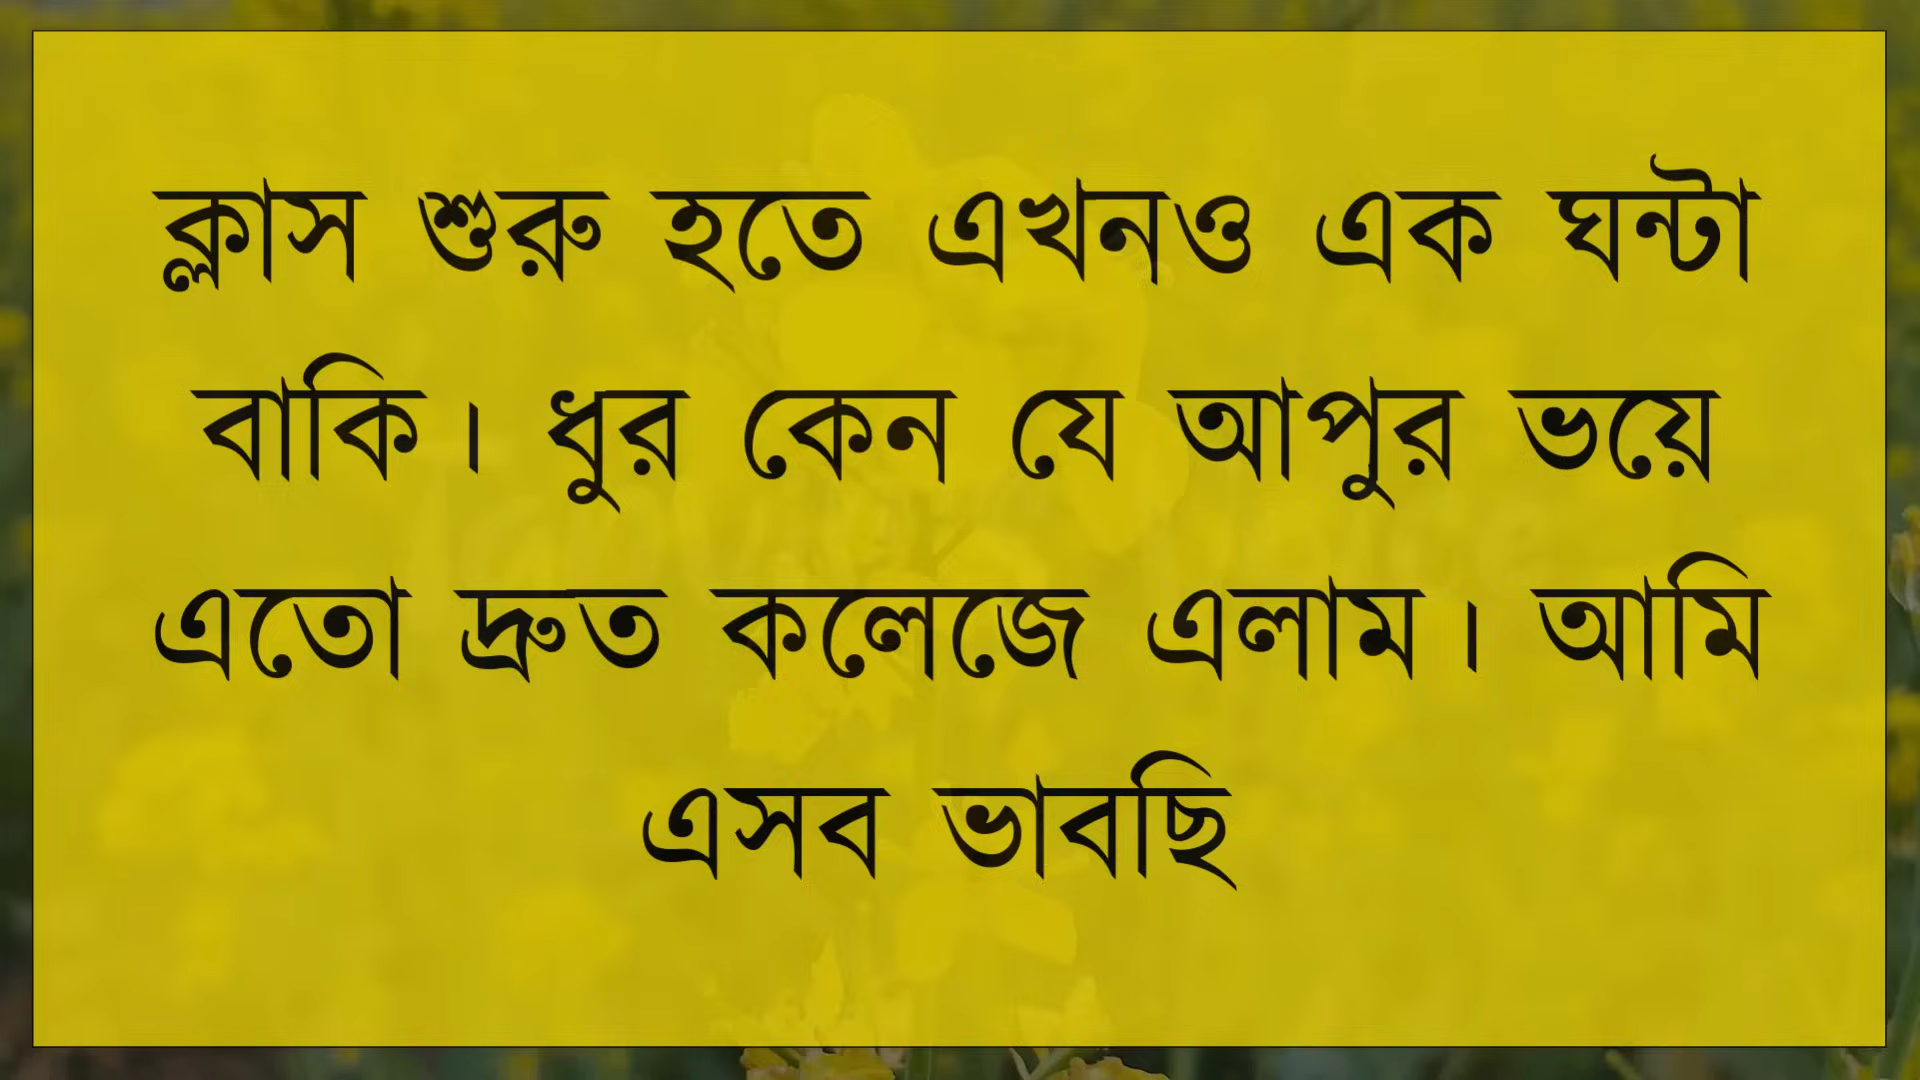 ক্লাস শুরু হতে এখনও এক ঘন্টা
বাকি। ধুর কেন যে আপুর ভয়ে
এতো দ্রুত কলেজে এলাম। আমি
এসব ভাবছি